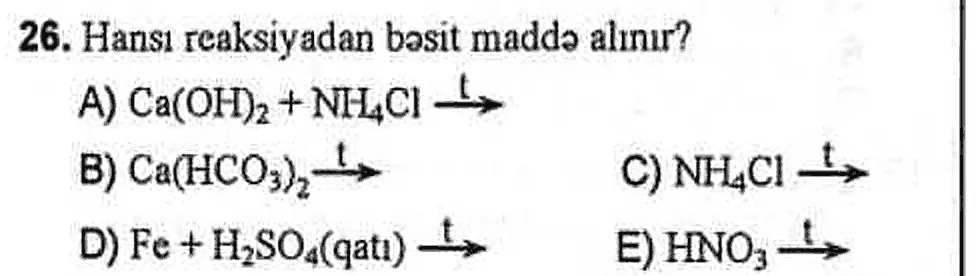 26. Hansı reaksiyadan bəsit maddə alınır?
A) Ca(OH)₂ + NH₄Cl —t→
B) Ca(HCO₃)₂ —t→ C) NH₄Cl —t→
D) Fe + H₂SO₄(qatı) —t→ E) HNO₃ —t→